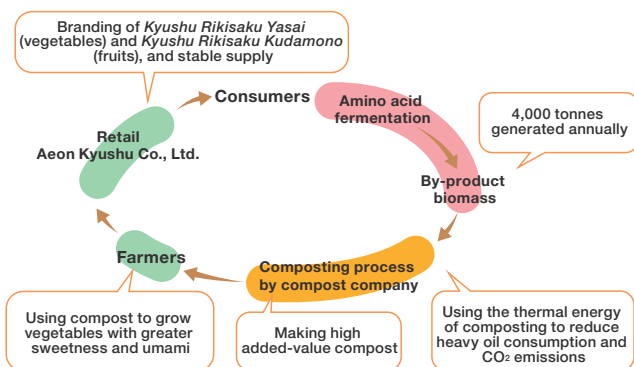 Branding of Kyushu Rikisaku Yasai
(vegetables) and Kyushu Rikisaku Kudamono
(fruits), and stable supply
Consumers
Amino acid
fermentation
4,000 tonnes
generated annually
Retail
Aeon Kyushu Co., Ltd.
By-product
biomass
Farmers
Composting process
by compost company
Using compost to grow
vegetables with greater
sweetness and umami
Making high
added-value compost
Using the thermal energy
of composting to reduce
heavy oil consumption and
CO₂ emissions